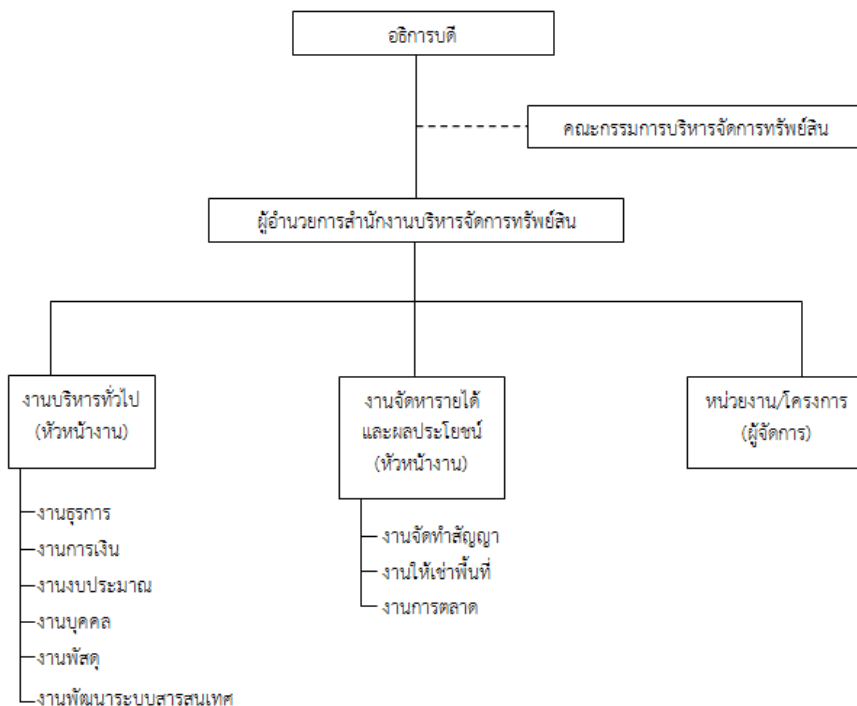 อธิการบดี
คณะกรรมการบริหารจัดการทรัพย์สิน
ผู้อำนวยการสำนักงานบริหารจัดการทรัพย์สิน
งานบริหารทั่วไป
(หัวหน้างาน)
งานธุรการ
งานการเงิน
งานงบประมาณ
งานบุคคล
งานพัสดุ
งานพัฒนาระบบสารสนเทศ
งานจัดหารายได้
และผลประโยชน์
(หัวหน้างาน)
งานจัดทำสัญญา
งานให้เช่าพื้นที่
งานการตลาด
หน่วยงาน/โครงการ
(ผู้จัดการ)